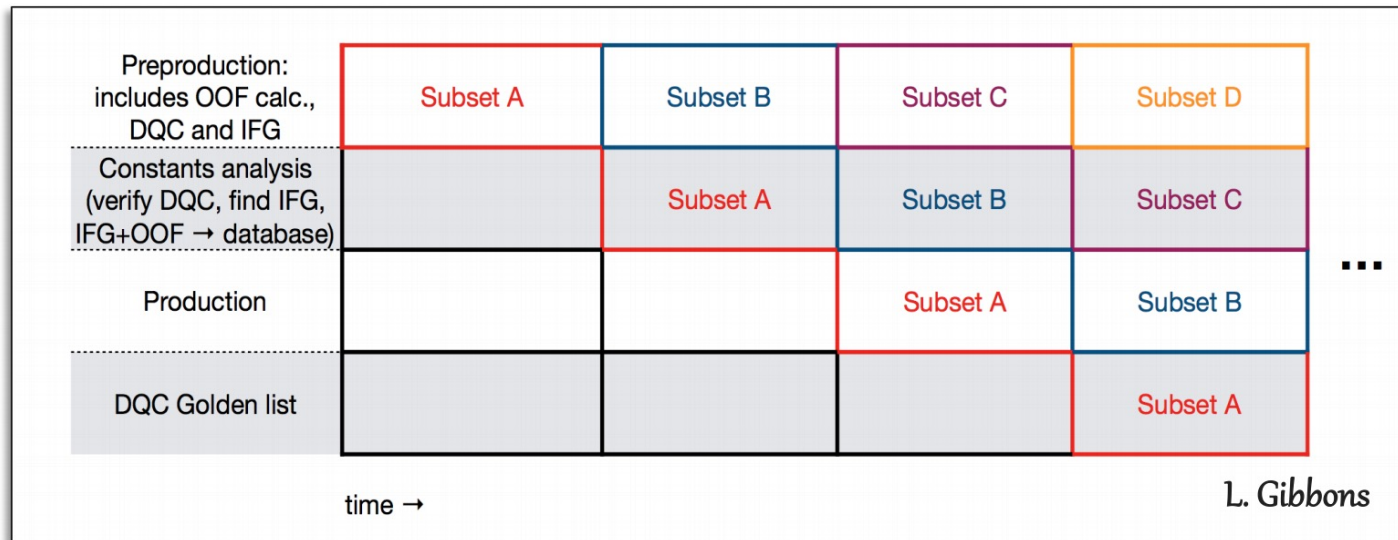 Preproduction:
includes OOF calc.,
DQC and IFG
Subset A
Subset B
Subset C
Subset D
Constants analysis
(verify DQC, find IFG,
IFG+OOF → database)
Subset A
Subset B
Subset C
Production
Subset A
Subset B
...
DQC Golden list
Subset A
time →
L. Gibbons